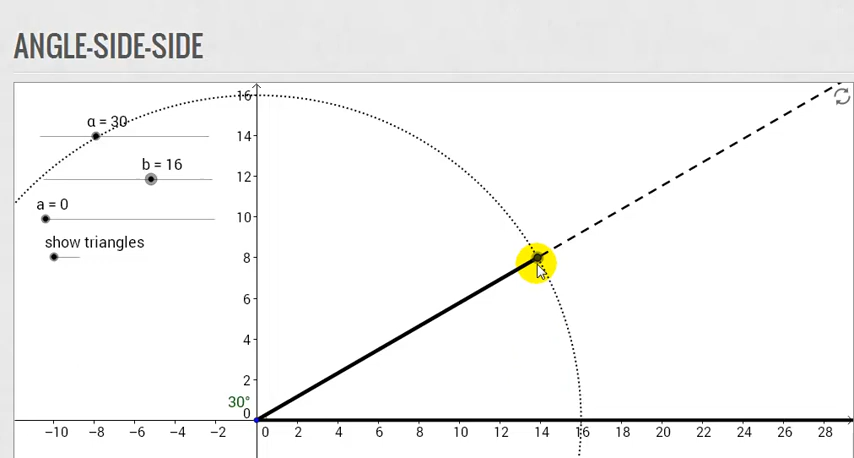 ANGLE-SIDE-SIDE
α = 30
b = 16
a = 0
show triangles
16
14
12
10
8
6
4
2
0
30°
−10 −8 −6 −4 −2 0 2 4 6 8 10 12 14 16 18 20 22 24 26 28